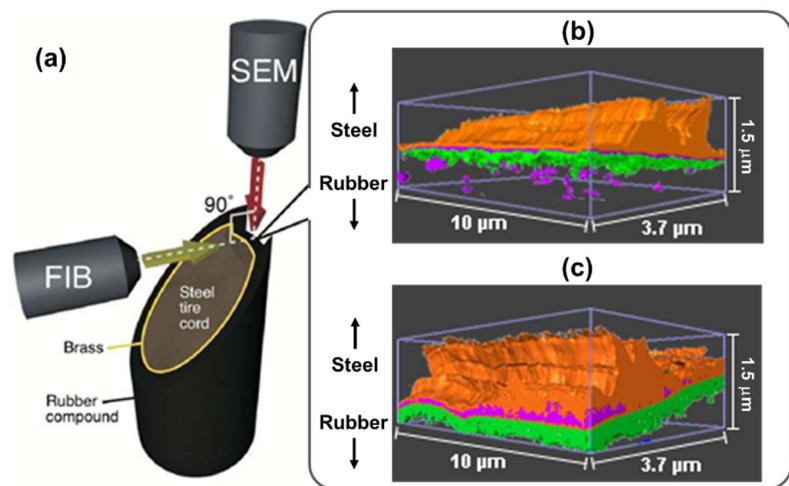 (a)
SEM
90°
FIB
Steel
tire
cord
Brass
Rubber
compound
(b)
Steel
Rubber
1.5 μm
10 μm
3.7 μm
(c)
Steel
Rubber
1.5 μm
10 μm
3.7 μm